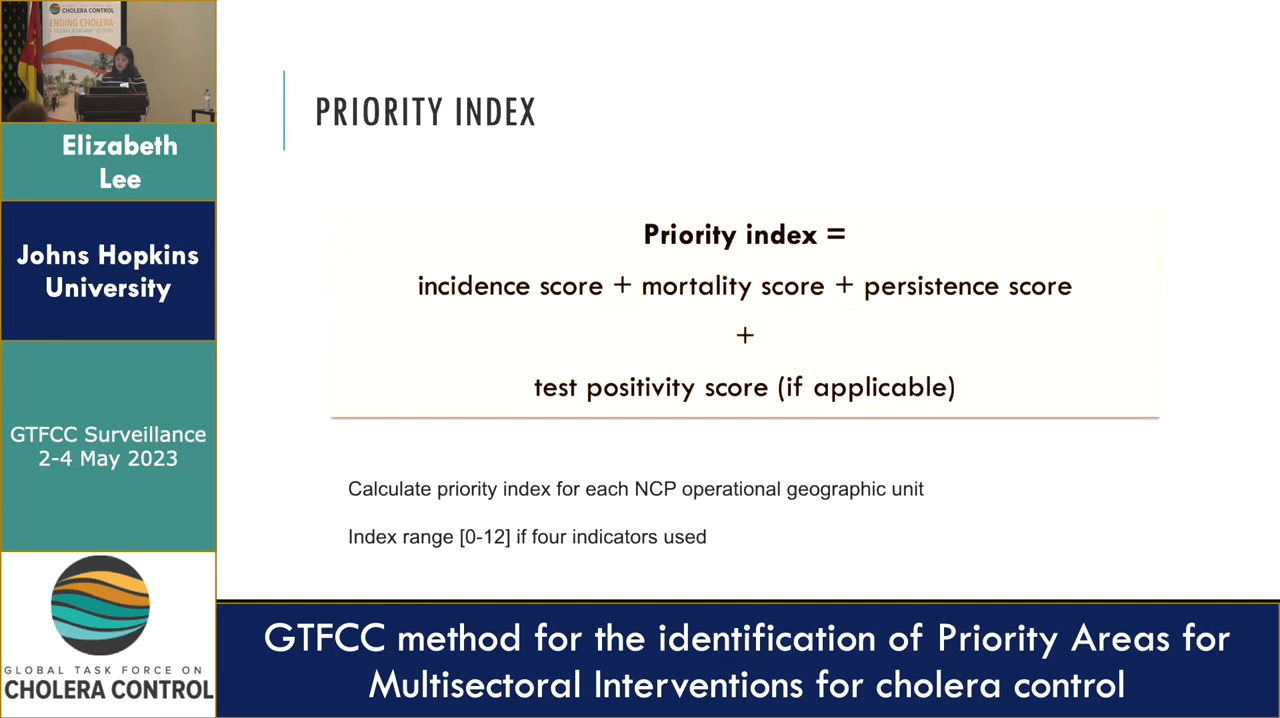 ENDING CHOLERA
Elizabeth
Lee
Johns Hopkins
University
GTFCC Surveillance
2-4 May 2023
GLOBAL TASK FORCE ON
CHOLERA CONTROL
PRIORITY INDEX
Priority index =
incidence score + mortality score + persistence score
+
test positivity score (if applicable)
Calculate priority index for each NCP operational geographic unit
Index range [0-12] if four indicators used
GTFCC method for the identification of Priority Areas for
Multisectoral Interventions for cholera control